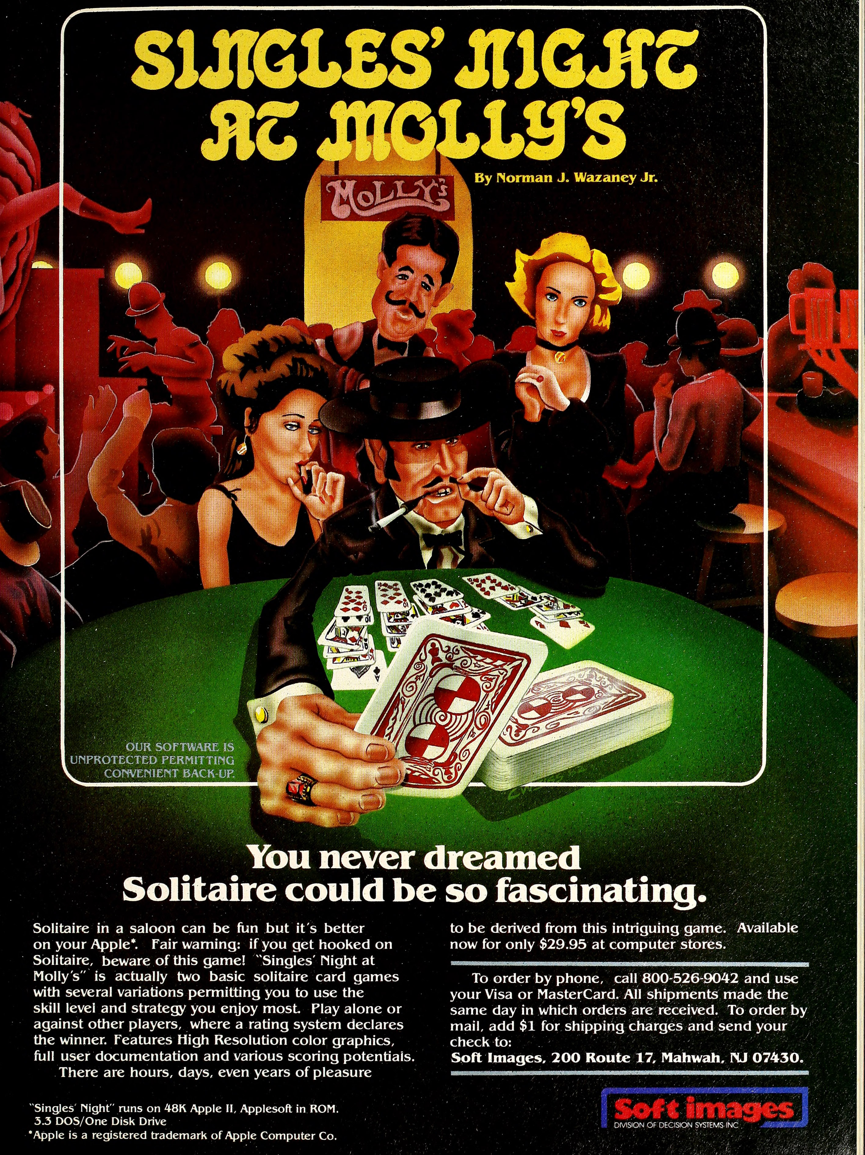 SINGLES' NIGHT
AT MOLLY'S
By Norman J. Wazaney Jr.
MOLLY'S
OUR SOFTWARE IS
UNPROTECTED PERMITTING
CONVENIENT BACK-UP.
You never dreamed
Solitaire could be so fascinating.
Solitaire in a saloon can be fun but it's better
on your Apple*. Fair warning: if you get hooked on
Solitaire, beware of this game! "Singles' Night at
Molly's" is actually two basic solitaire card games
with several variations permitting you to use the
skill level and strategy you enjoy most. Play alone or
against other players, where a rating system declares
the winner. Features High Resolution color graphics,
full user documentation and various scoring potentials.
There are hours, days, even years of pleasure
to be derived from this intriguing game. Available
now for only $29.95 at computer stores.
To order by phone, call 800-526-9042 and use
your Visa or MasterCard. All shipments made the
same day in which orders are received. To order by
mail, add $1 for shipping charges and send your
check to:
Soft Images, 200 Route 17, Mahwah, NJ 07430.
"Singles' Night" runs on 48K Apple II, Applesoft in ROM.
3.3 DOS/One Disk Drive
*Apple is a registered trademark of Apple Computer Co.
Soft images
DIVISION OF DECISION SYSTEMS INC